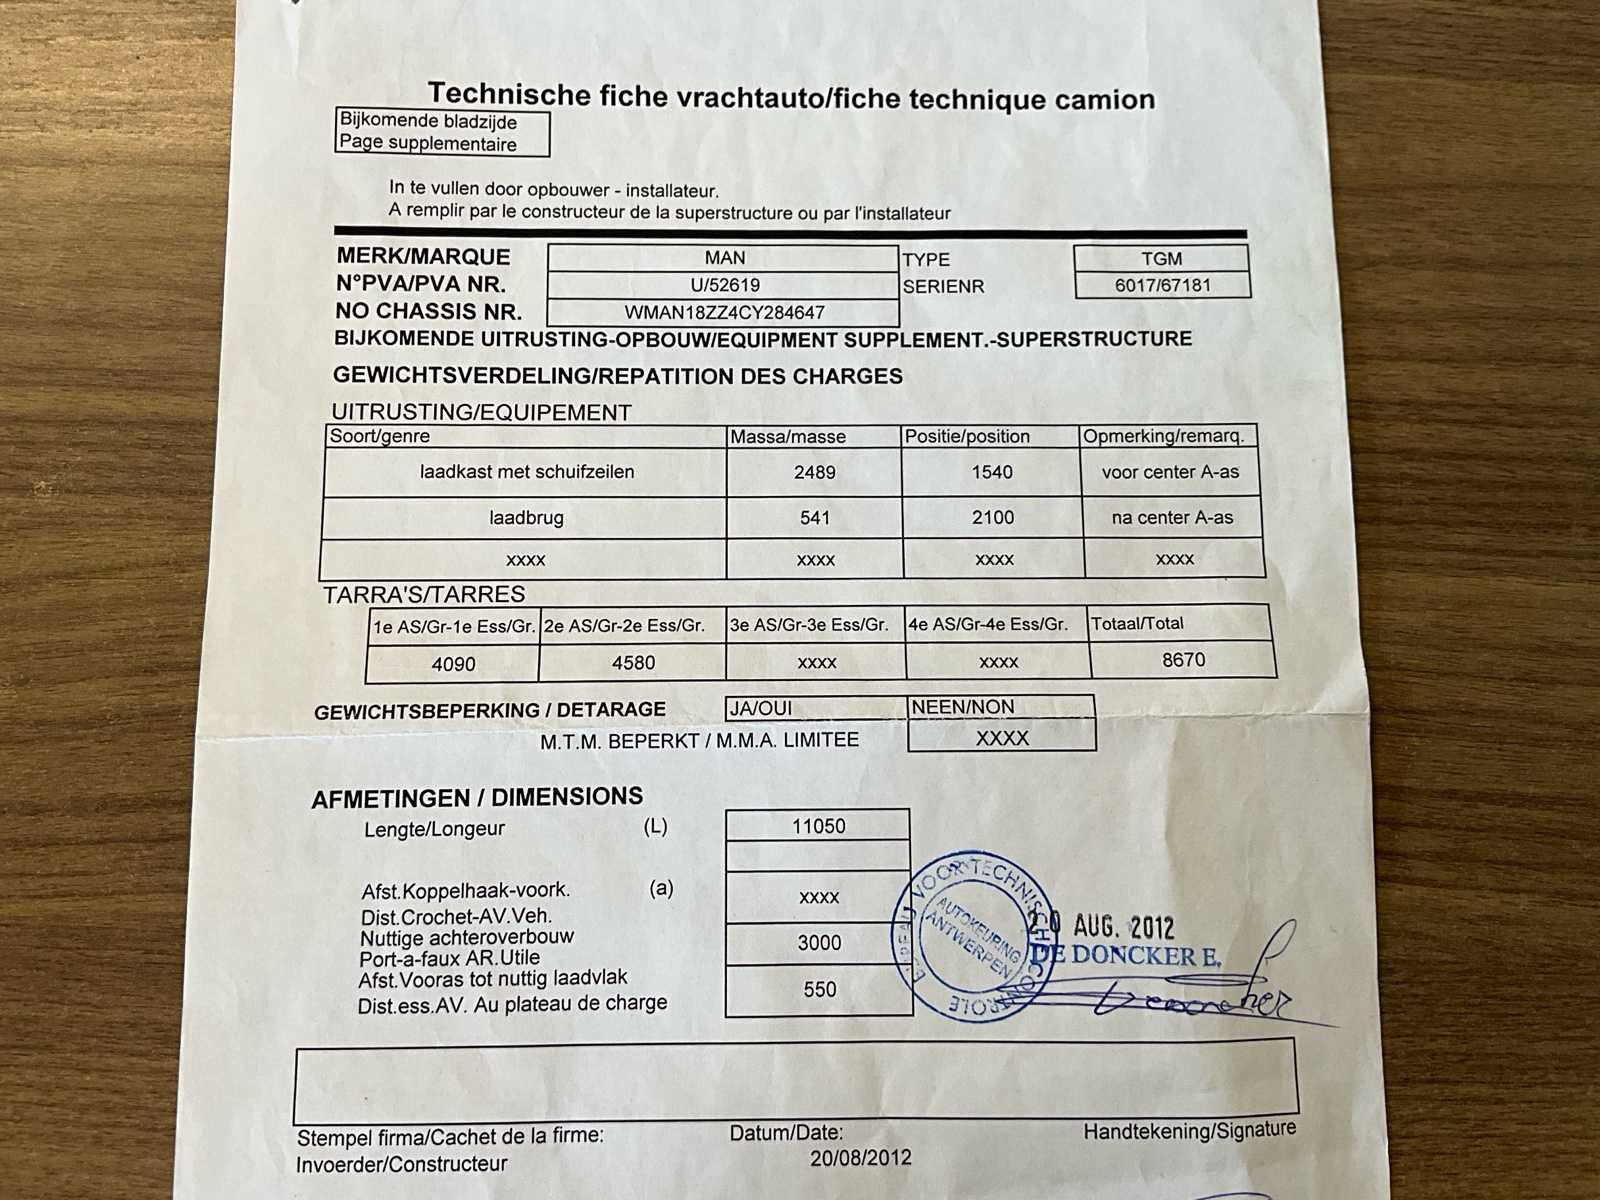 Technische fiche vrachtauto/fiche technique camion
Bijkomende bladzijde
Page supplementaire
In te vullen door opbouwer - installateur.
A remplir par le constructeur de la superstructure ou par l'installateur
MERK/MARQUE MAN TYPE TGM
N°PVA/PVA NR. U/52619 SERIENR 6017/67181
NO CHASSIS NR. WMAN18ZZ4CY284647
BIJKOMENDE UITRUSTING-OPBOUW/EQUIPMENT SUPPLEMENT.-SUPERSTRUCTURE
GEWICHTSVERDELING/REPATITION DES CHARGES
UITRUSTING/EQUIPEMENT
Soort/genre Massa/masse Positie/position Opmerking/remarq.
laadkast met schuifzeilen 2489 1540 voor center A-as
laadbrug 541 2100 na center A-as
xxxx xxxx xxxx xxxx
TARRA'S/TARRES
1e AS/Gr-1e Ess/Gr. 2e AS/Gr-2e Ess/Gr. 3e AS/Gr-3e Ess/Gr. 4e AS/Gr-4e Ess/Gr. Totaal/Total
4090 4580 xxxx xxxx 8670
GEWICHTSBEPERKING / DETARAGE JA/OUI NEEN/NON
M.T.M. BEPERKT / M.M.A. LIMITEE XXXX
AFMETINGEN / DIMENSIONS
Lengte/Longeur (L) 11050
Afst.Koppelhaak-voork. (a) xxxx
Dist.Crochet-AV.Veh.
Nuttige achteroverbouw 3000
Port-a-faux AR.Utile
Afst.Vooras tot nuttig laadvlak 550
Dist.ess.AV. Au plateau de charge
BUREAU VOOR TECHNISCHE CONTROLE
AUTOKEURING
ANTWERPEN
20 AUG. 2012
DE DONCKER E.
Stempel firma/Cachet de la firme: Datum/Date: Handtekening/Signature
Invoerder/Constructeur 20/08/2012